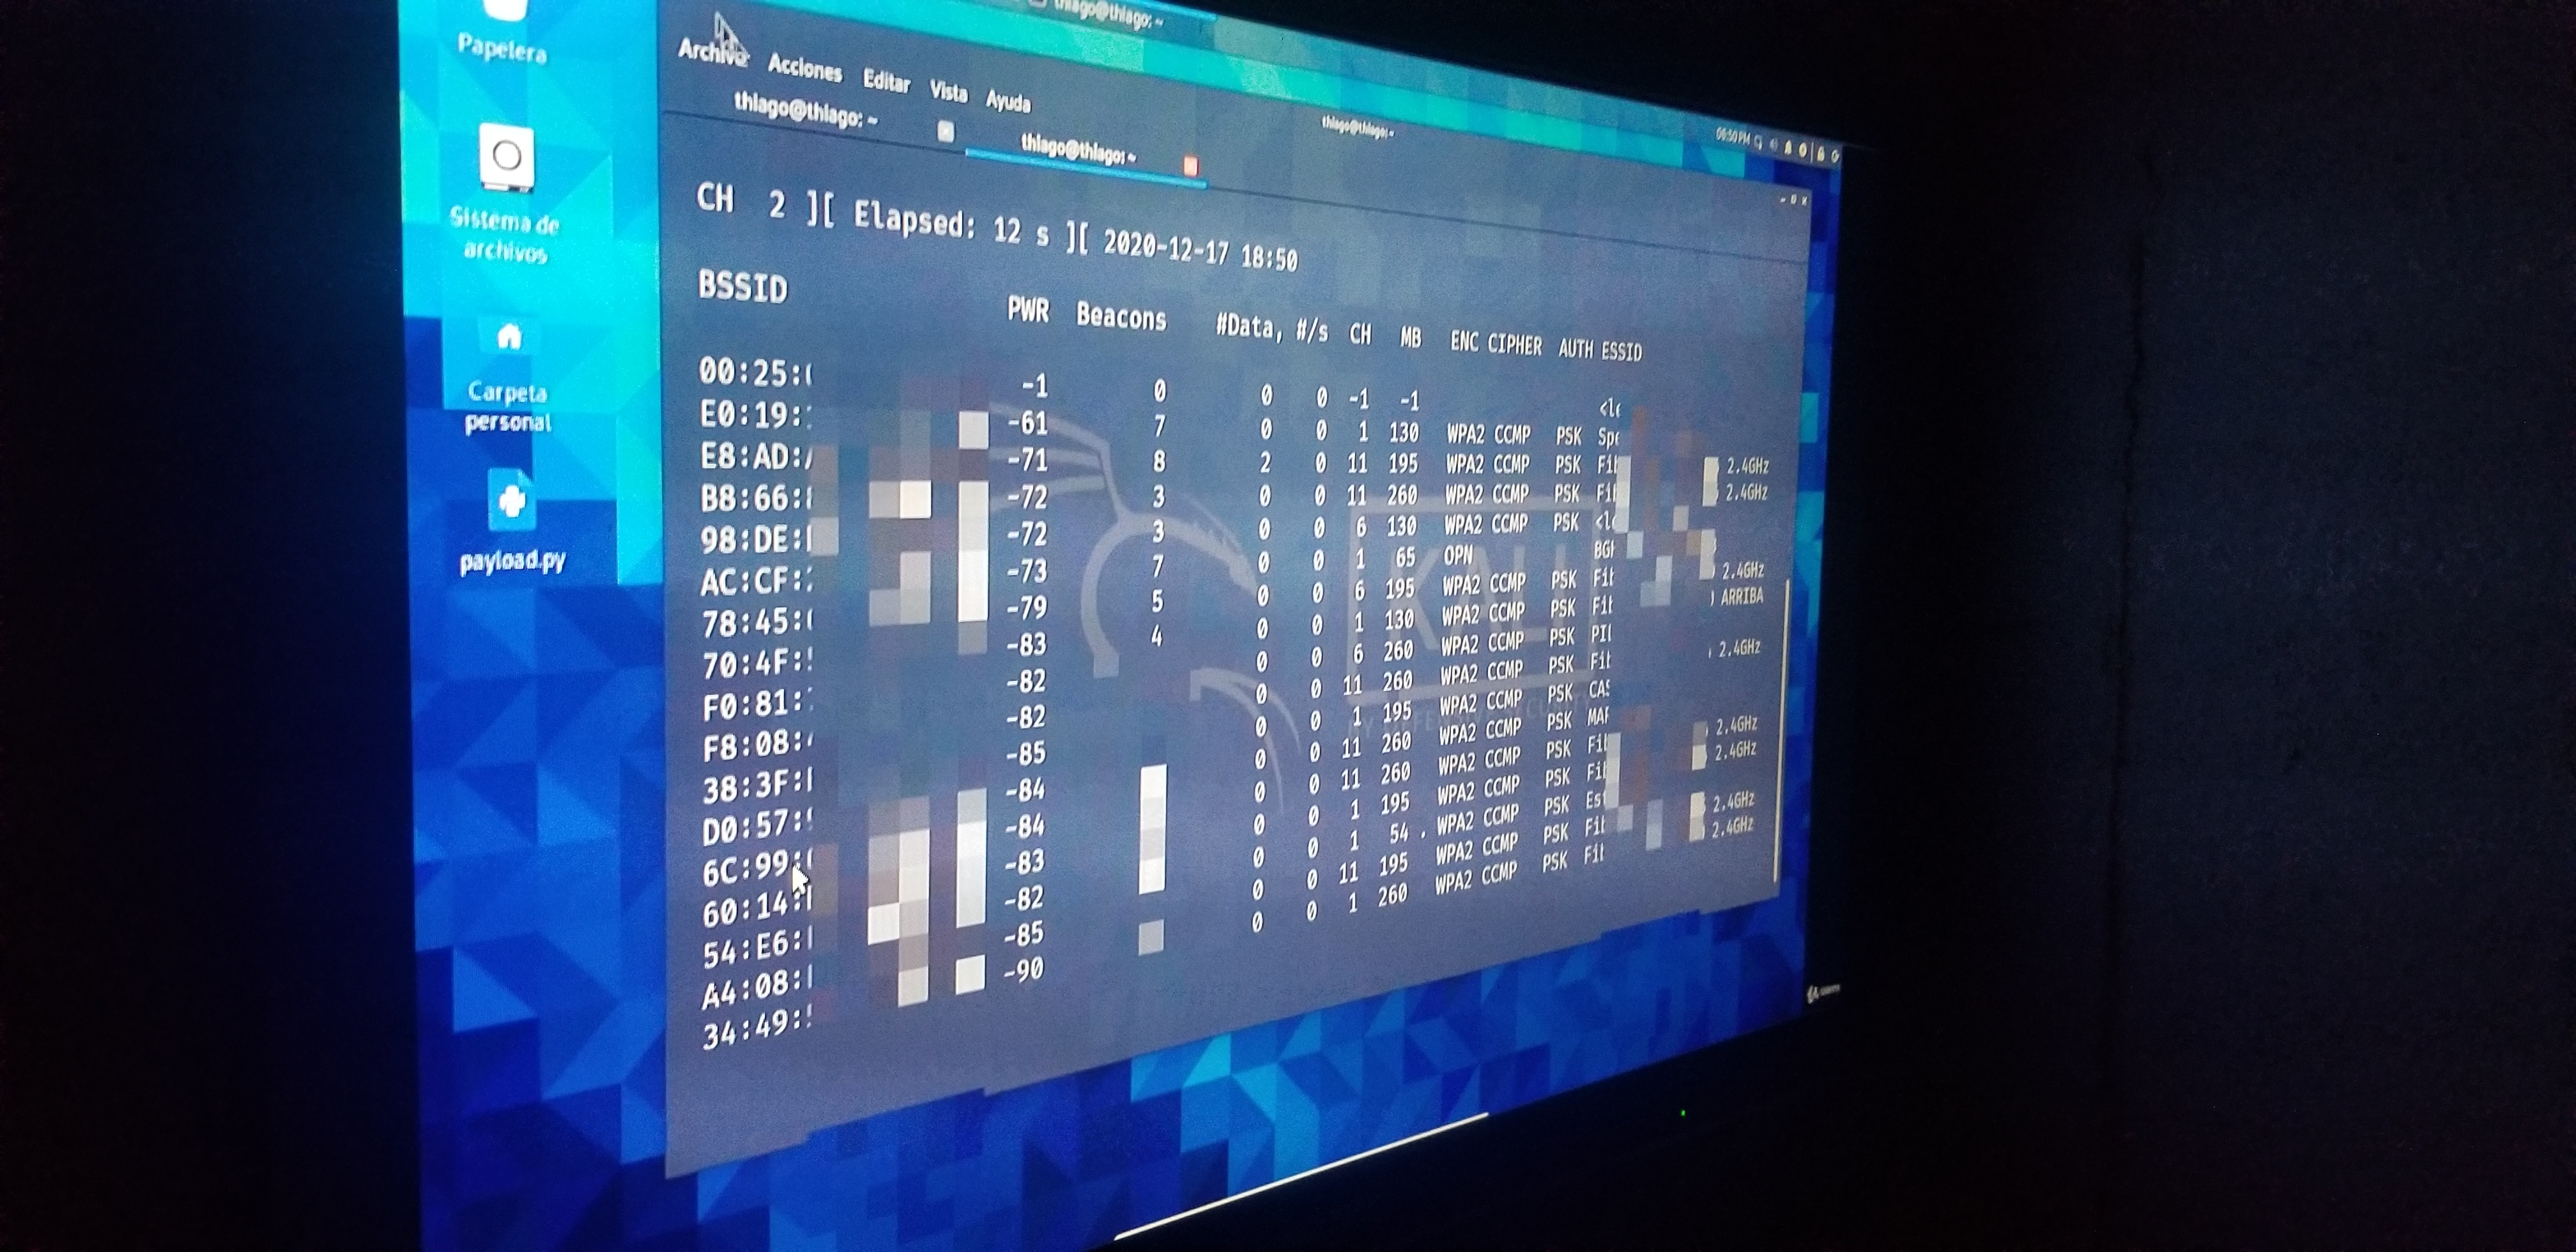 thiago@thiago: ~
Papelera
Archivo Acciones Editar Vista Ayuda
thiago@thiago: ~
thiago@thiago: ~
thiago@thiago: ~
06:50 PM
Sistema de
archivos
Carpeta
personal
payload.py
CH 2 ][ Elapsed: 12 s ][ 2020-12-17 18:50
BSSID PWR Beacons #Data, #/s CH MB ENC CIPHER AUTH ESSID
00:25: -1 0 0 0 -1 -1
E0:19: -61 7 0 0 1 130 WPA2 CCMP PSK
E8:AD: -71 8 2 0 11 195 WPA2 CCMP PSK 2.4GHz
B8:66: -72 3 0 0 11 260 WPA2 CCMP PSK 2.4GHz
98:DE: -72 3 0 0 6 130 WPA2 CCMP PSK
AC:CF: -73 7 0 0 1 65 OPN
78:45: -79 5 0 0 6 195 WPA2 CCMP PSK 2.4GHz
70:4F: -83 4 0 0 1 130 WPA2 CCMP PSK ARRIBA
F0:81: -82 0 0 6 260 WPA2 CCMP PSK
F8:08: -82 0 0 11 260 WPA2 CCMP PSK 2.4GHz
38:3F: -85 0 0 1 195 WPA2 CCMP PSK
D0:57: -84 0 0 11 260 WPA2 CCMP PSK
6C:99: -84 0 0 11 260 WPA2 CCMP PSK 2.4GHz
60:14: -83 0 0 1 195 WPA2 CCMP PSK 2.4GHz
54:E6: -82 0 0 1 54 . WPA2 CCMP PSK
A4:08: -85 0 0 11 195 WPA2 CCMP PSK 2.4GHz
34:49: -90 0 0 1 260 WPA2 CCMP PSK 2.4GHz
KALI